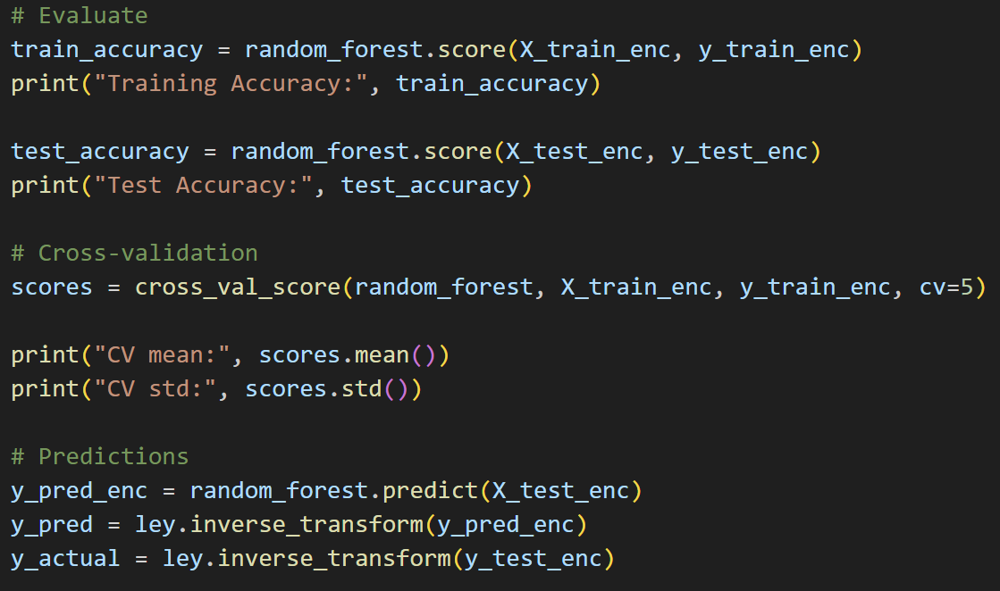 # Evaluate
train_accuracy = random_forest.score(X_train_enc, y_train_enc)
print("Training Accuracy:", train_accuracy)
test_accuracy = random_forest.score(X_test_enc, y_test_enc)
print("Test Accuracy:", test_accuracy)
# Cross-validation
scores = cross_val_score(random_forest, X_train_enc, y_train_enc, cv=5)
print("CV mean:", scores.mean())
print("CV std:", scores.std())
# Predictions
y_pred_enc = random_forest.predict(X_test_enc)
y_pred = ley.inverse_transform(y_pred_enc)
y_actual = ley.inverse_transform(y_test_enc)